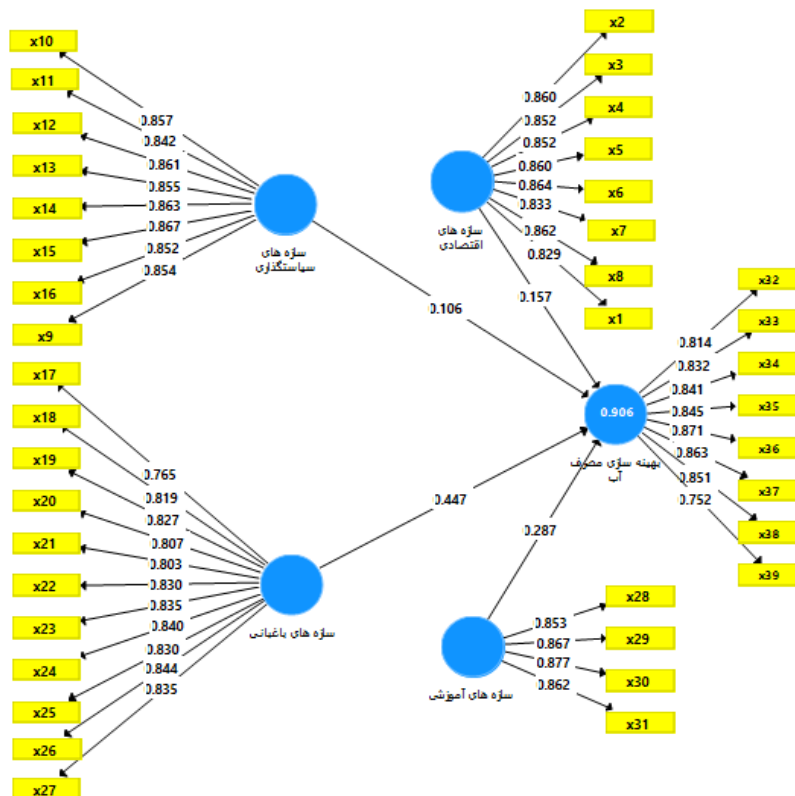 x10
x11
x12
x13
x14
x15
x16
x9
0.857
0.842
0.861
0.855
0.863
0.867
0.852
0.854
سازه های
سیاستگذاری
x2
x3
x4
x5
x6
x7
x8
x1
0.860
0.852
0.852
0.860
0.864
0.833
0.862
0.829
سازه های
اقتصادی
0.106
0.157
x17
x18
x19
x20
x21
x22
x23
x24
x25
x26
x27
0.765
0.819
0.827
0.807
0.803
0.830
0.835
0.840
0.830
0.844
0.835
سازه های باغبانی
0.447
0.287
0.906
بهینه سازی مصرف
آب
x32
x33
x34
x35
x36
x37
x38
x39
0.814
0.832
0.841
0.845
0.871
0.863
0.851
0.752
x28
x29
x30
x31
0.853
0.867
0.877
0.862
سازه های آموزشی